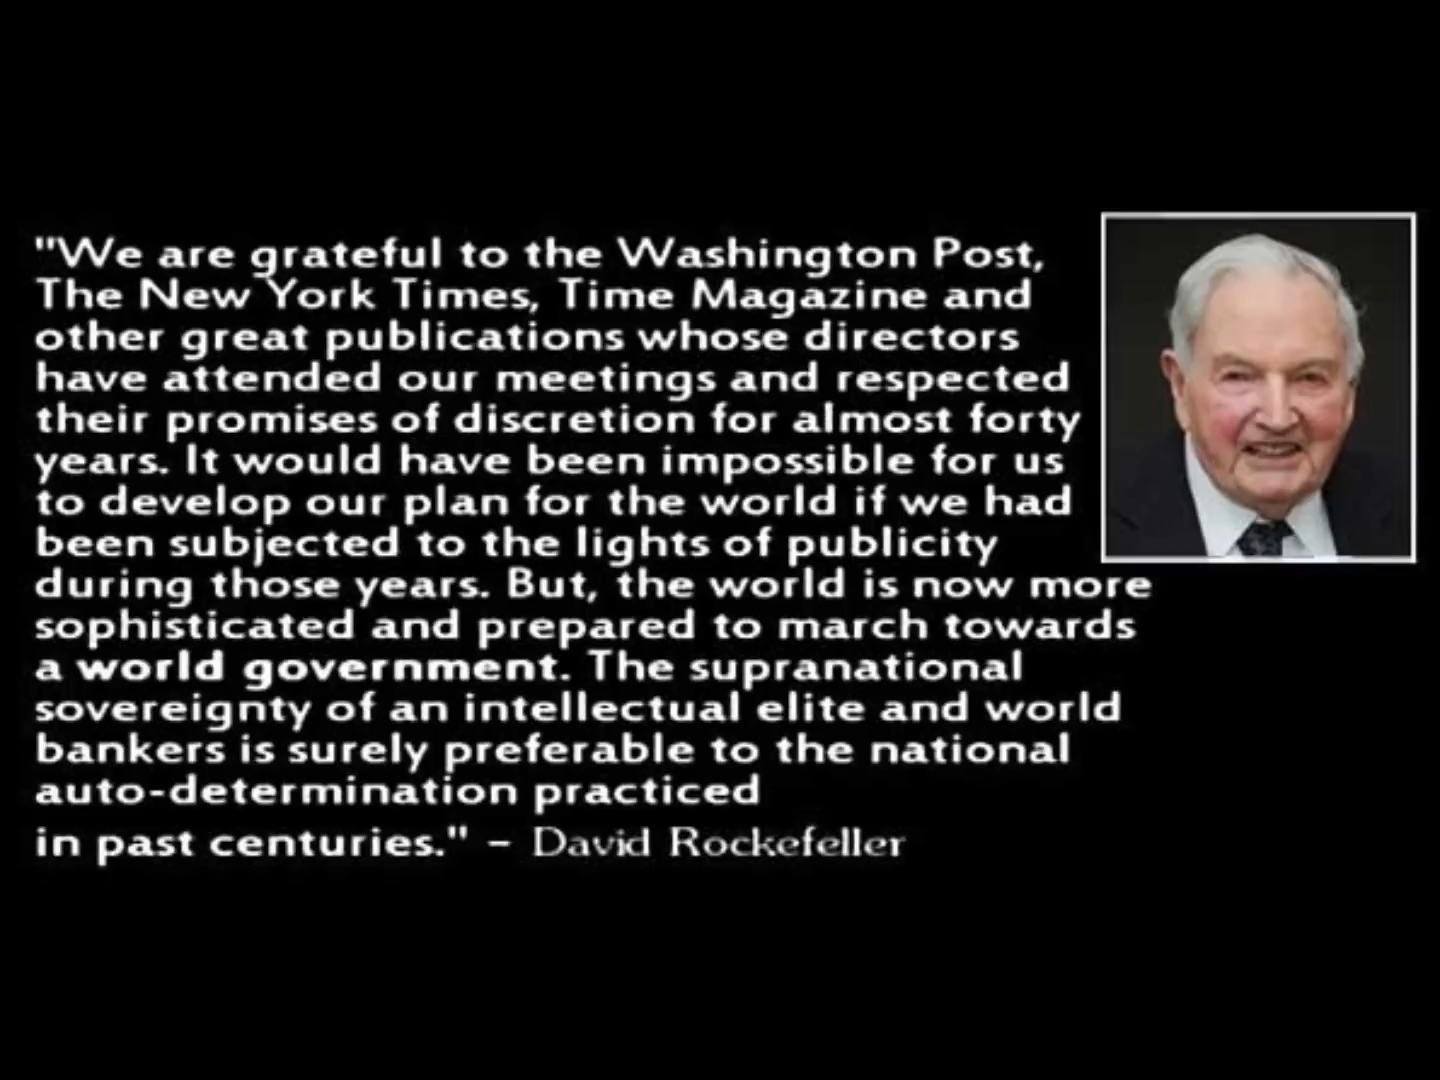 "We are grateful to the Washington Post,
The New York Times, Time Magazine and
other great publications whose directors
have attended our meetings and respected
their promises of discretion for almost forty
years. It would have been impossible for us
to develop our plan for the world if we had
been subjected to the lights of publicity
during those years. But, the world is now more
sophisticated and prepared to march towards
a world government. The supranational
sovereignty of an intellectual elite and world
bankers is surely preferable to the national
auto-determination practiced
in past centuries." – David Rockefeller